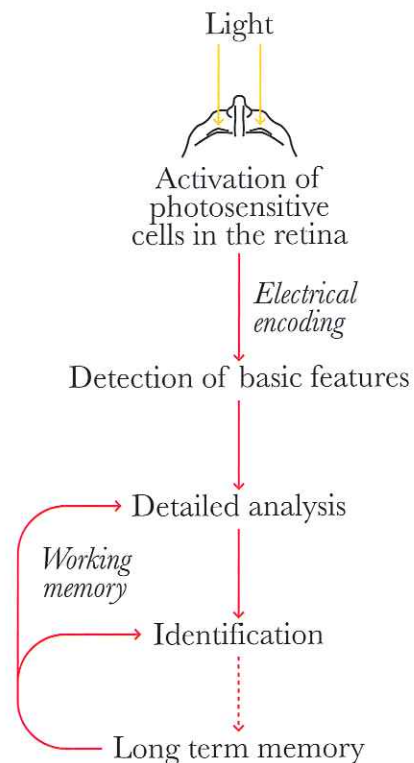 Light
Activation of
photosensitive
cells in the retina
Electrical
encoding
Detection of basic features
Detailed analysis
Working
memory
Identification
Long term memory